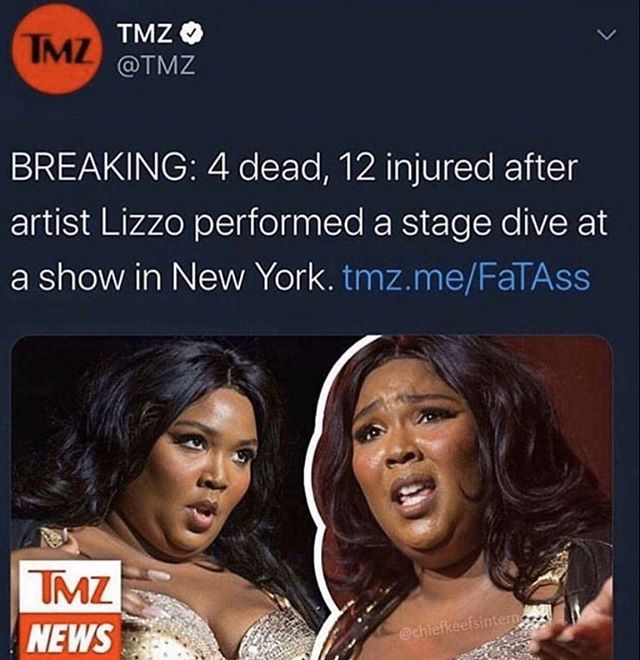 TMZ
TMZ
@TMZ
BREAKING: 4 dead, 12 injured after
artist Lizzo performed a stage dive at
a show in New York. tmz.me/FaTAss
TMZ
NEWS
@chiefkeefsintern